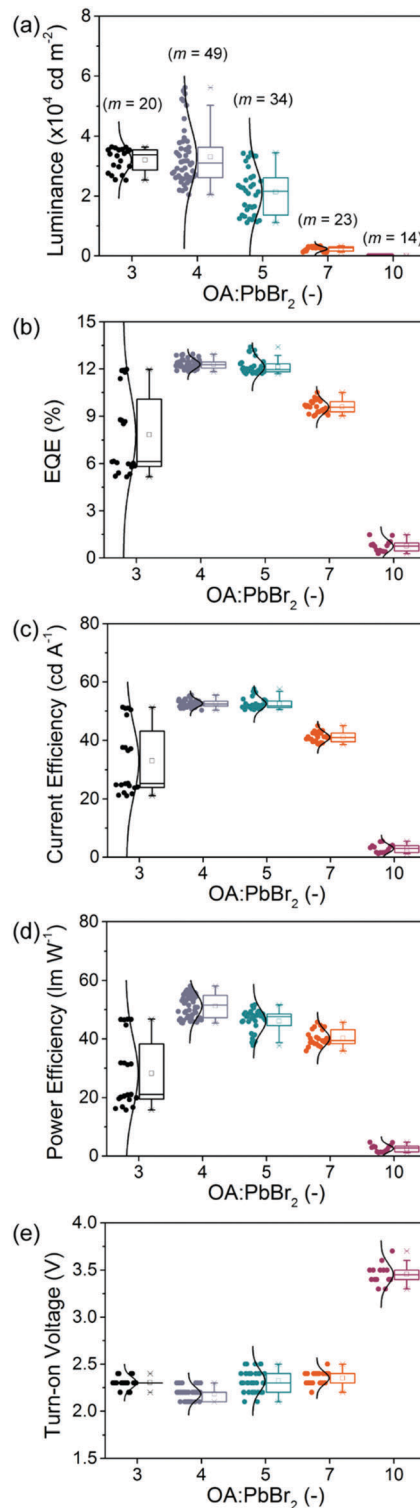 (a)
Luminance (x10⁴ cd m⁻²)
8
6
4
2
0
(m = 20)
(m = 49)
(m = 34)
(m = 23)
(m = 14)
3 4 5 7 10
OA:PbBr₂ (-)
(b)
EQE (%)
15
12
9
6
3
0
3 4 5 7 10
OA:PbBr₂ (-)
(c)
Current Efficiency (cd A⁻¹)
80
60
40
20
0
3 4 5 7 10
OA:PbBr₂ (-)
(d)
Power Efficiency (lm W⁻¹)
80
60
40
20
0
3 4 5 7 10
OA:PbBr₂ (-)
(e)
Turn-on Voltage (V)
4.0
3.5
3.0
2.5
2.0
1.5
3 4 5 7 10
OA:PbBr₂ (-)